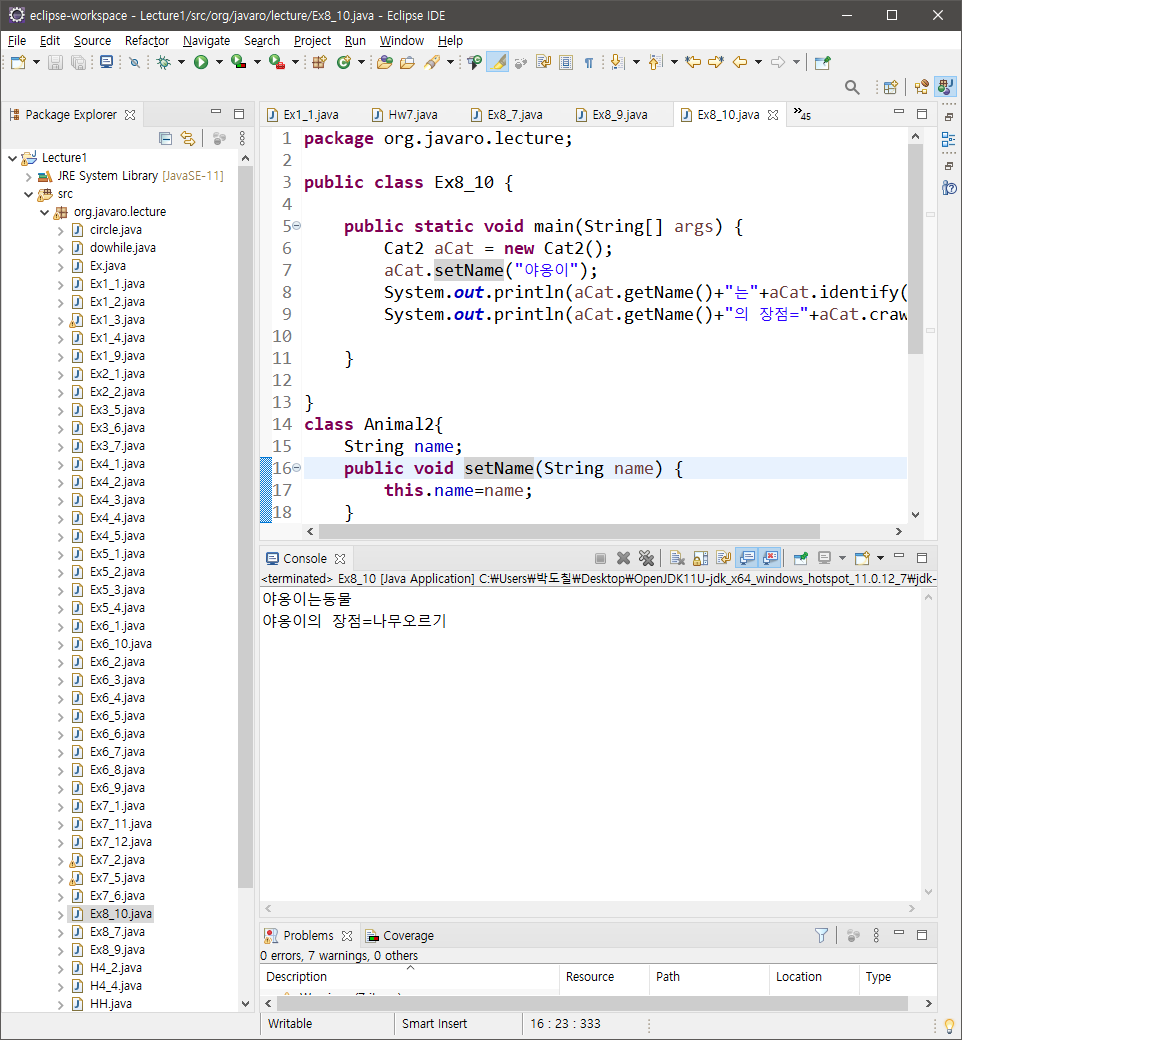 eclipse-workspace - Lecture1/src/org/javaro/lecture/Ex8_10.java - Eclipse IDE
File Edit Source Refactor Navigate Search Project Run Window Help
Package Explorer
Lecture1
JRE System Library [JavaSE-11]
src
org.javaro.lecture
circle.java
dowhile.java
Ex.java
Ex1_1.java
Ex1_2.java
Ex1_3.java
Ex1_4.java
Ex1_9.java
Ex2_1.java
Ex2_2.java
Ex3_5.java
Ex3_6.java
Ex3_7.java
Ex4_1.java
Ex4_2.java
Ex4_3.java
Ex4_4.java
Ex4_5.java
Ex5_1.java
Ex5_2.java
Ex5_3.java
Ex5_4.java
Ex6_1.java
Ex6_10.java
Ex6_2.java
Ex6_3.java
Ex6_4.java
Ex6_5.java
Ex6_6.java
Ex6_7.java
Ex6_8.java
Ex6_9.java
Ex7_1.java
Ex7_11.java
Ex7_12.java
Ex7_2.java
Ex7_5.java
Ex7_6.java
Ex8_10.java
Ex8_7.java
Ex8_9.java
H4_2.java
H4_4.java
HH.java
Ex1_1.java Hw7.java Ex8_7.java Ex8_9.java Ex8_10.java »45
1 package org.javaro.lecture;
2
3 public class Ex8_10 {
4
5 public static void main(String[] args) {
6 Cat2 aCat = new Cat2();
7 aCat.setName("야옹이");
8 System.out.println(aCat.getName()+"는"+aCat.identify(
9 System.out.println(aCat.getName()+"의 장점="+aCat.craw
10
11 }
12
13 }
14 class Animal2{
15 String name;
16 public void setName(String name) {
17 this.name=name;
18 }
Console
<terminated> Ex8_10 [Java Application] C:₩Users₩박도칠₩Desktop₩OpenJDK11U-jdk_x64_windows_hotspot_11.0.12_7₩jdk-
야옹이는동물
야옹이의 장점=나무오르기
Problems Coverage
0 errors, 7 warnings, 0 others
Description Resource Path Location Type
Writable Smart Insert 16 : 23 : 333